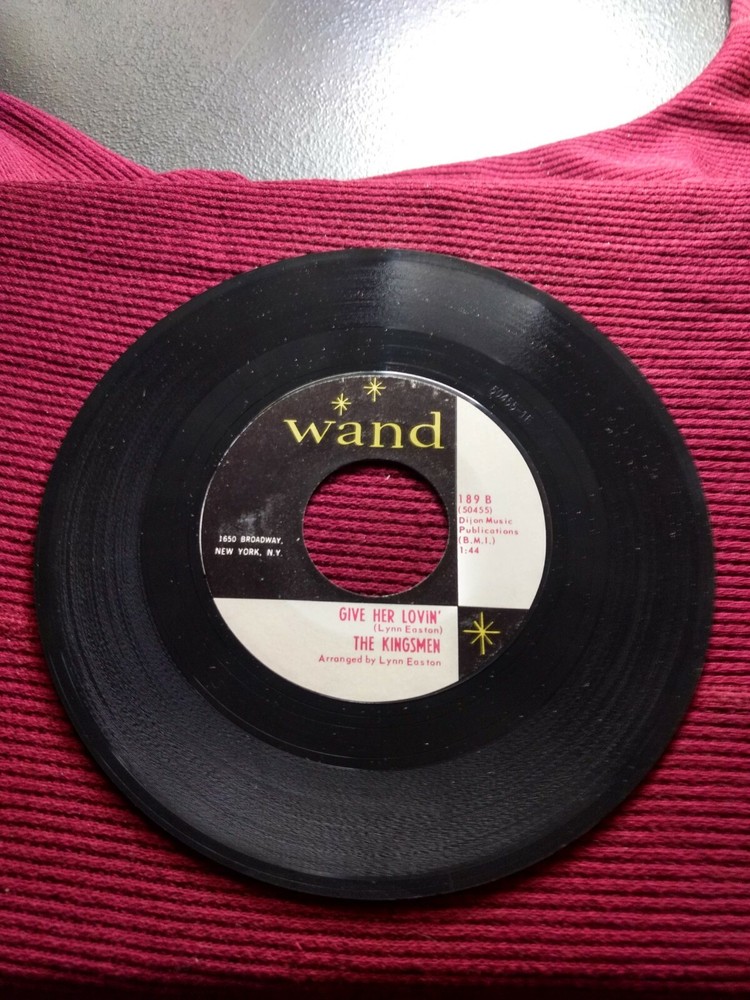 wand
189 B
(50455)
Dijon Music
Publications
(B.M.I.)
1:44
1650 BROADWAY,
NEW YORK, N.Y.
GIVE HER LOVIN'
(Lynn Easton)
THE KINGSMEN
Arranged by Lynn Easton